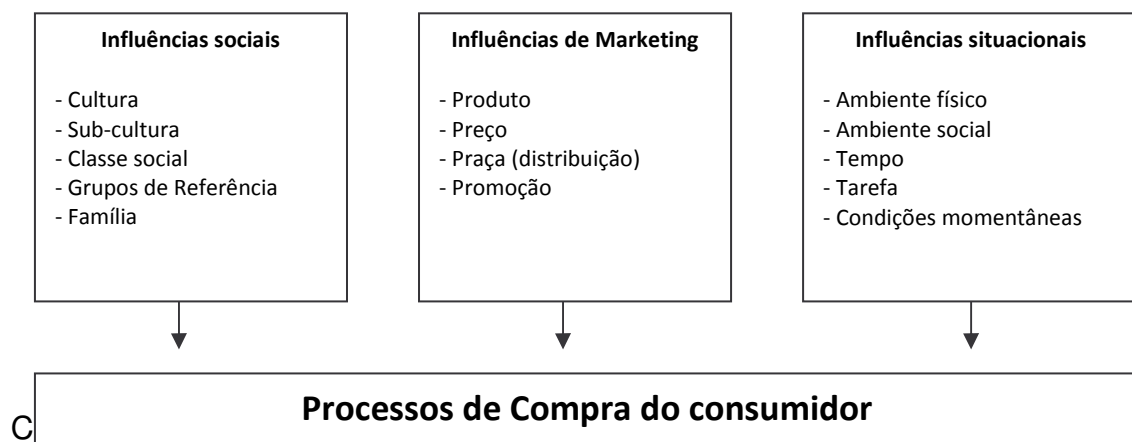 Influências sociais
- Cultura
- Sub-cultura
- Classe social
- Grupos de Referência
- Família
Influências de Marketing
- Produto
- Preço
- Praça (distribuição)
- Promoção
Influências situacionais
- Ambiente físico
- Ambiente social
- Tempo
- Tarefa
- Condições momentâneas
Processos de Compra do consumidor
C